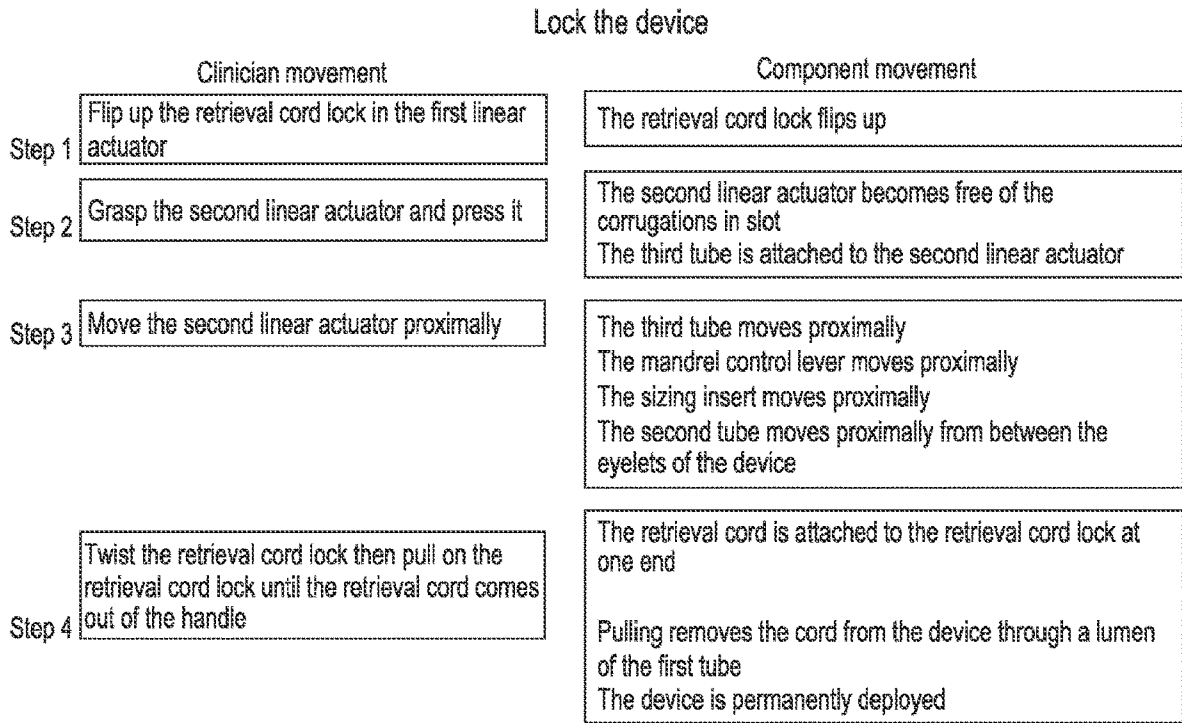 Lock the device
Clinician movement
Component movement
Step 1
Flip up the retrieval cord lock in the first linear
actuator
The retrieval cord lock flips up
Step 2
Grasp the second linear actuator and press it
The second linear actuator becomes free of the
corrugations in slot
The third tube is attached to the second linear actuator
Step 3
Move the second linear actuator proximally
The third tube moves proximally
The mandrel control lever moves proximally
The sizing insert moves proximally
The second tube moves proximally from between the
eyelets of the device
Step 4
Twist the retrieval cord lock then pull on the
retrieval cord lock until the retrieval cord comes
out of the handle
The retrieval cord is attached to the retrieval cord lock at
one end
Pulling removes the cord from the device through a lumen
of the first tube
The device is permanently deployed